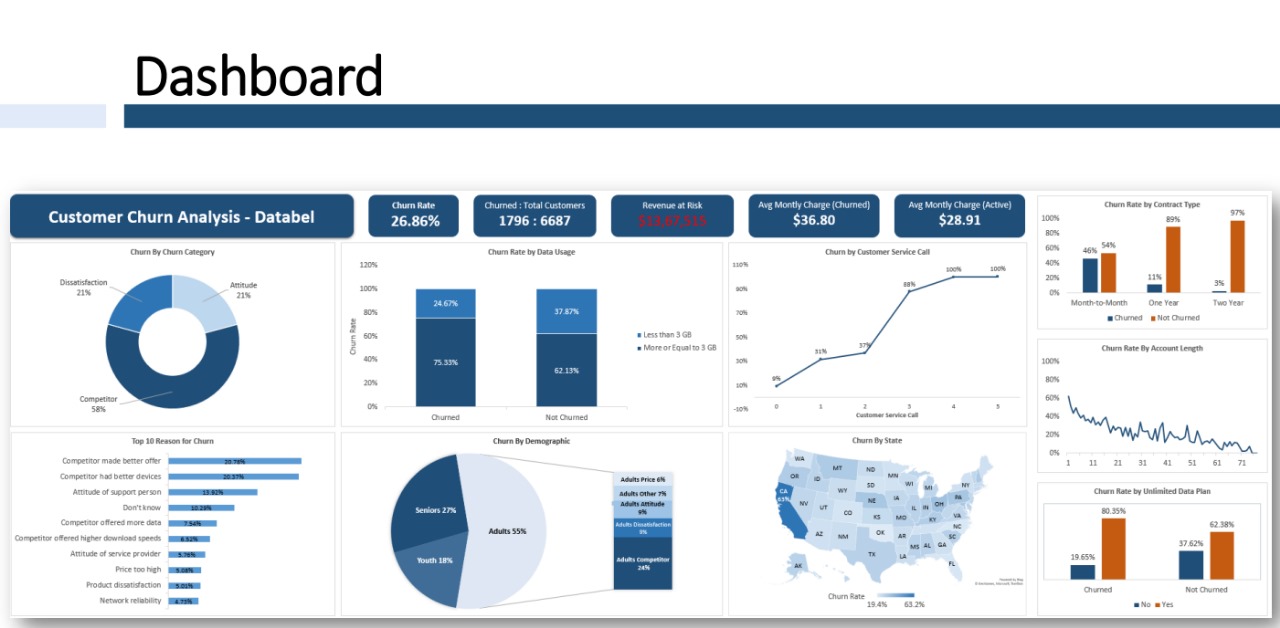 Dashboard
Customer Churn Analysis - Databel
Churn Rate
26.86%
Churned : Total Customers
1796 : 6687
Revenue at Risk
Avg Montly Charge (Churned)
$36.80
Avg Montly Charge (Active)
$28.91
Churn By Churn Category
Dissatisfaction
21%
Attitude
21%
Competitor
58%
Churn Rate by Data Usage
Churn Rate
120%
100%
80%
60%
40%
20%
0%
24.67%
75.33%
37.87%
62.13%
Churned
Not Churned
Less than 3 GB
More or Equal to 3 GB
Churn by Customer Service Call
110%
90%
70%
50%
30%
10%
-10%
9%
31%
37%
88%
100%
100%
0 1 2 3 4 5
Customer Service Call
Churn Rate by Contract Type
100%
80%
60%
40%
20%
0%
46%
54%
11%
89%
3%
97%
Month-to-Month
One Year
Two Year
Churned
Not Churned
Churn Rate By Account Length
100%
80%
60%
40%
20%
0%
1 11 21 31 41 51 61 71
Top 10 Reason for Churn
Competitor made better offer
20.76%
Competitor had better devices
20.37%
Attitude of support person
13.92%
Don't know
10.29%
Competitor offered more data
7.54%
Competitor offered higher download speeds
6.52%
Attitude of service provider
5.76%
Price too high
Product dissatisfaction
5.01%
Network reliability
4.73%
Churn By Demographic
Seniors 27%
Youth 18%
Adults 55%
Adults Price 6%
Adults Other 7%
Adults Attitude
Adults Dissatisfaction
Adults Competitor
24%
Churn By State
WA
OR
ID
MT
ND
MN
SD
WI
MI
NY
WY
NE
IA
IL
IN
OH
PA
CA
63%
NV
UT
CO
KS
MO
KY
VA
NC
SC
AZ
NM
OK
AR
TX
LA
MS
AL
GA
FL
AK
Churn Rate
19.4%
63.2%
Churn Rate by Unlimited Data Plan
19.65%
80.35%
37.62%
62.38%
Churned
Not Churned
No
Yes